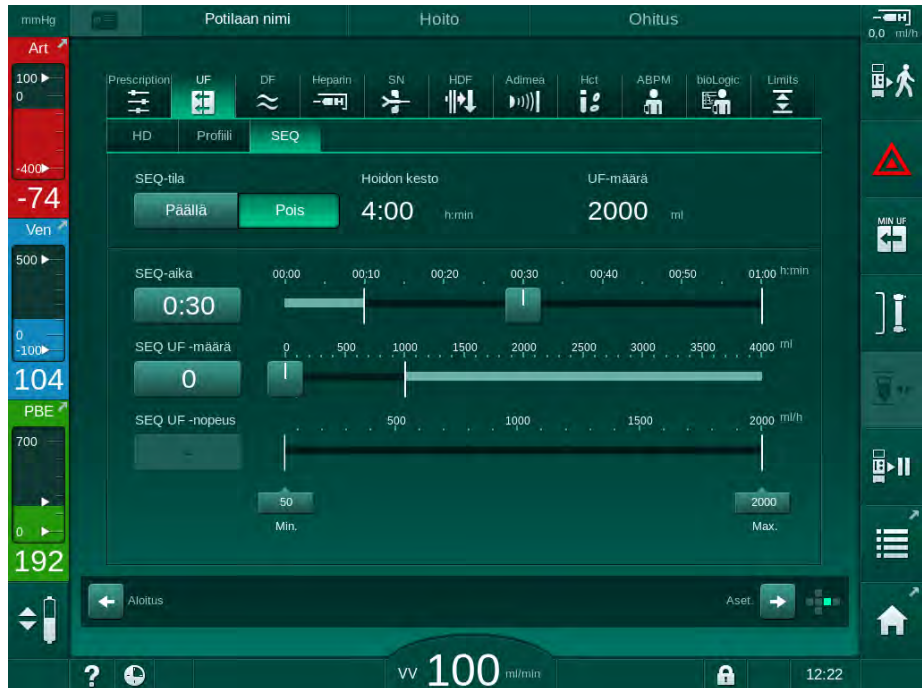 mmHg Potilaan nimi Hoito Ohitus
0,0 ml/h
Art
100
0
-400
-74
Ven
500
0
-100
104
PBE
700
0
192
Prescription UF DF Heparin SN HDF Adimea Hct ABPM bioLogic Limits
HD Profiili SEQ
SEQ-tila Hoidon kesto UF-määrä
Päällä Pois 4:00 h:min 2000 ml
SEQ-aika 00:00 00:10 00:20 00:30 00:40 00:50 01:00 h:min
0:30
SEQ UF -määrä 0 500 1000 1500 2000 2500 3000 3500 4000 ml
0
SEQ UF -nopeus 500 1000 1500 2000 ml/h
-
50 2000
Min. Max.
MIN UF
Aloitus Aset.
? VV 100 ml/min 12:22